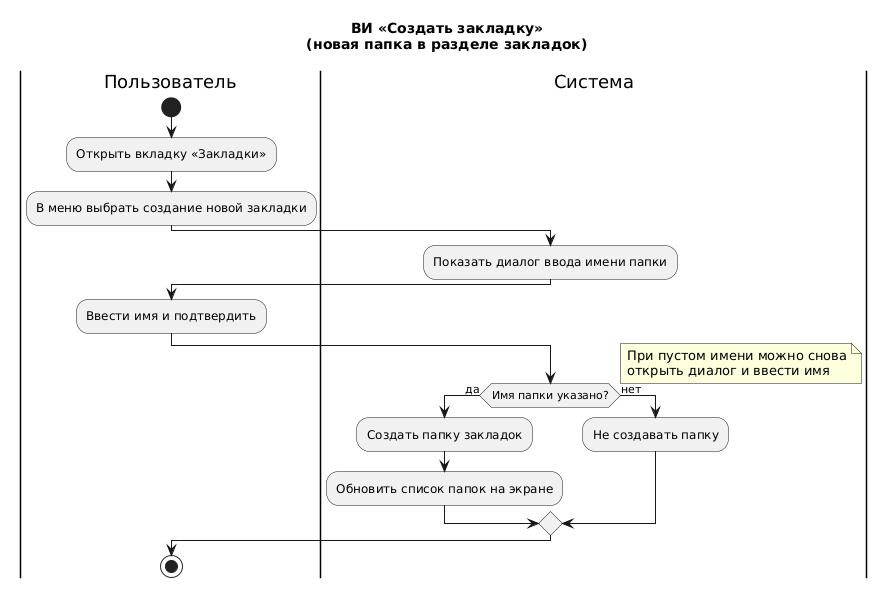 ВИ «Создать закладку»
(новая папка в разделе закладок)
Пользователь
Система
Открыть вкладку «Закладки»
В меню выбрать создание новой закладки
Показать диалог ввода имени папки
Ввести имя и подтвердить
При пустом имени можно снова
открыть диалог и ввести имя
да
Имя папки указано?
нет
Создать папку закладок
Не создавать папку
Обновить список папок на экране